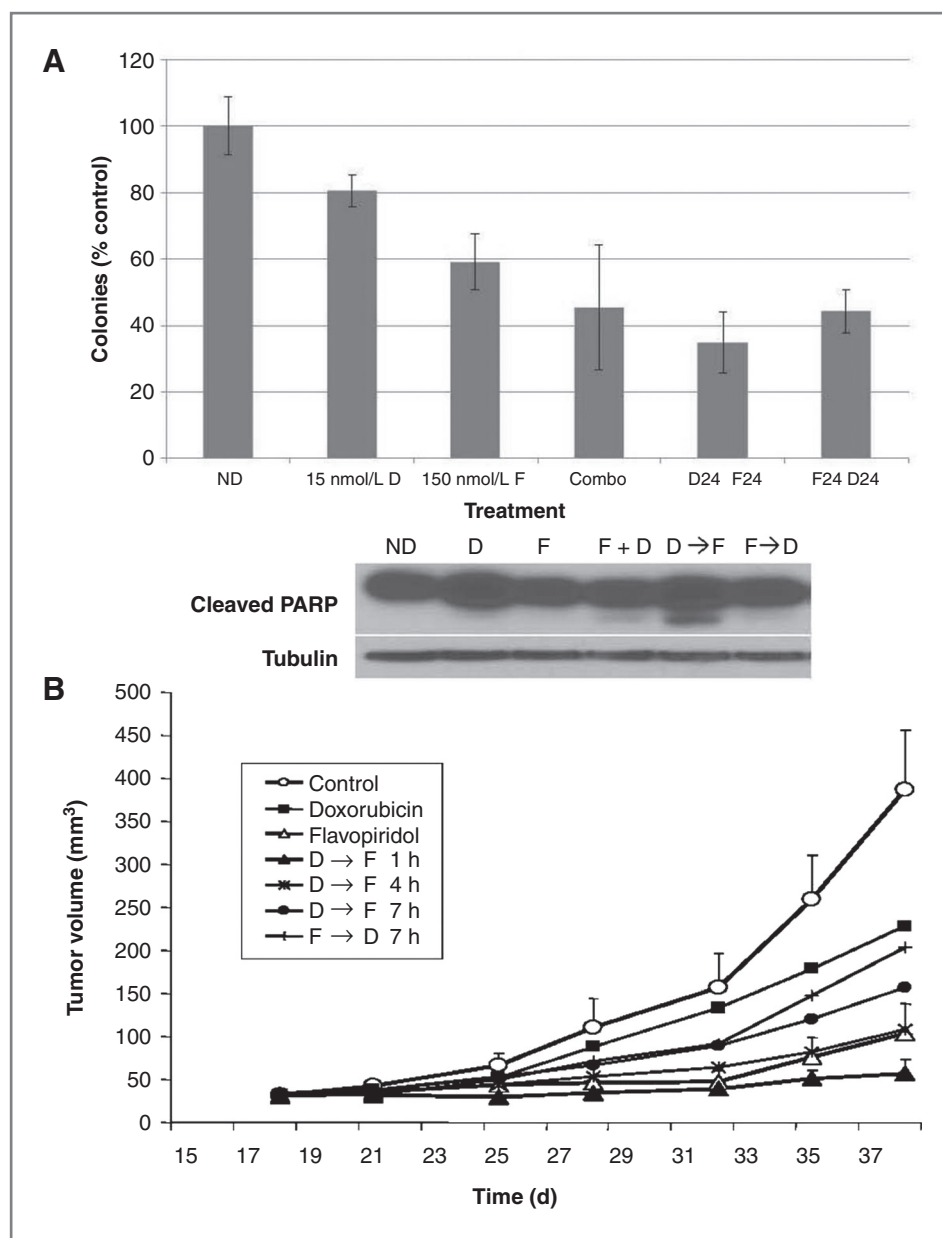 A
120
100
80
60
40
20
0
Colonies (% control)
ND 15 nmol/L D 150 nmol/L F Combo D24 F24 F24 D24
Treatment
ND D F F + D D →F F→D
Cleaved PARP
Tubulin
B
500
450
400
350
300
250
200
150
100
50
0
Tumor volume (mm³)
Control
Doxorubicin
Flavopiridol
D → F 1 h
D → F 4 h
D → F 7 h
F → D 7 h
15 17 19 21 23 25 27 29 31 33 35 37
Time (d)